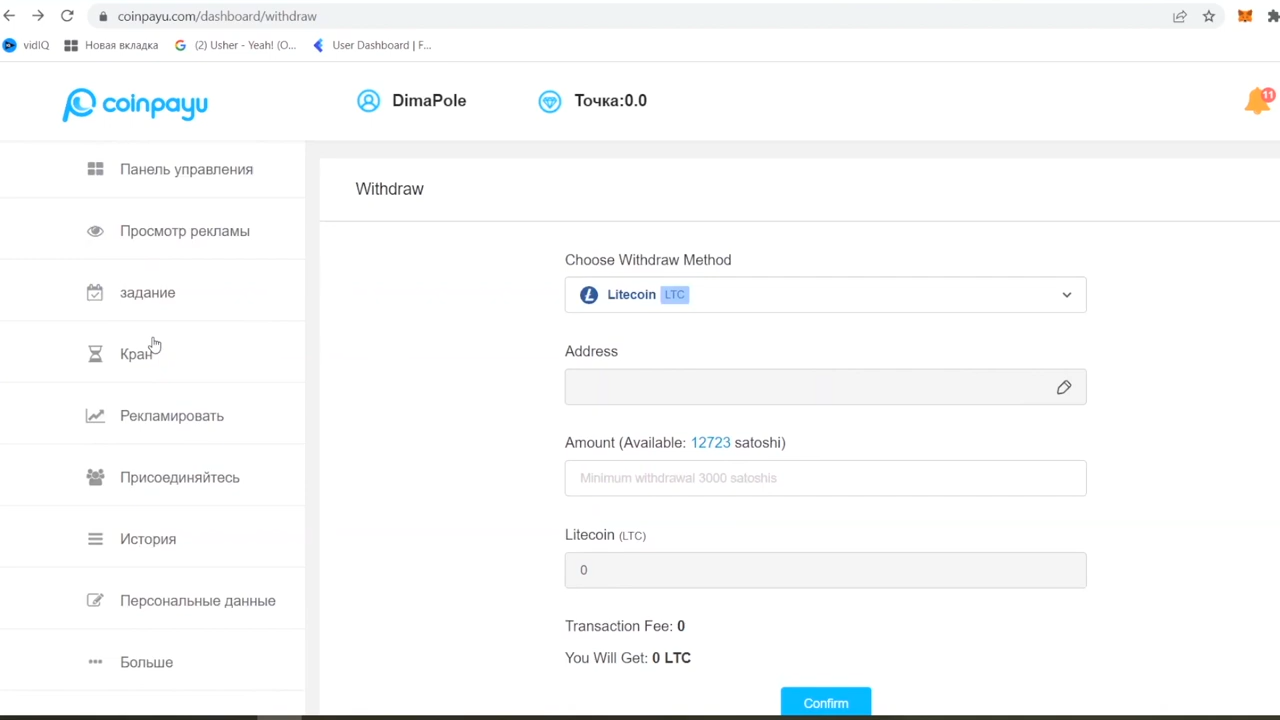 coinpayu.com/dashboard/withdraw
vidIQ
Новая вкладка
(2) Usher - Yeah! (O...
User Dashboard | F...
coinpayu
DimaPole
Точка:0.0
11
Панель управления
Просмотр рекламы
задание
Кран
Рекламировать
Присоединяйтесь
История
Персональные данные
Больше
Withdraw
Choose Withdraw Method
Litecoin LTC
Address
Amount (Available: 12723 satoshi)
Minimum withdrawal 3000 satoshis
Litecoin (LTC)
0
Transaction Fee: 0
You Will Get: 0 LTC
Confirm